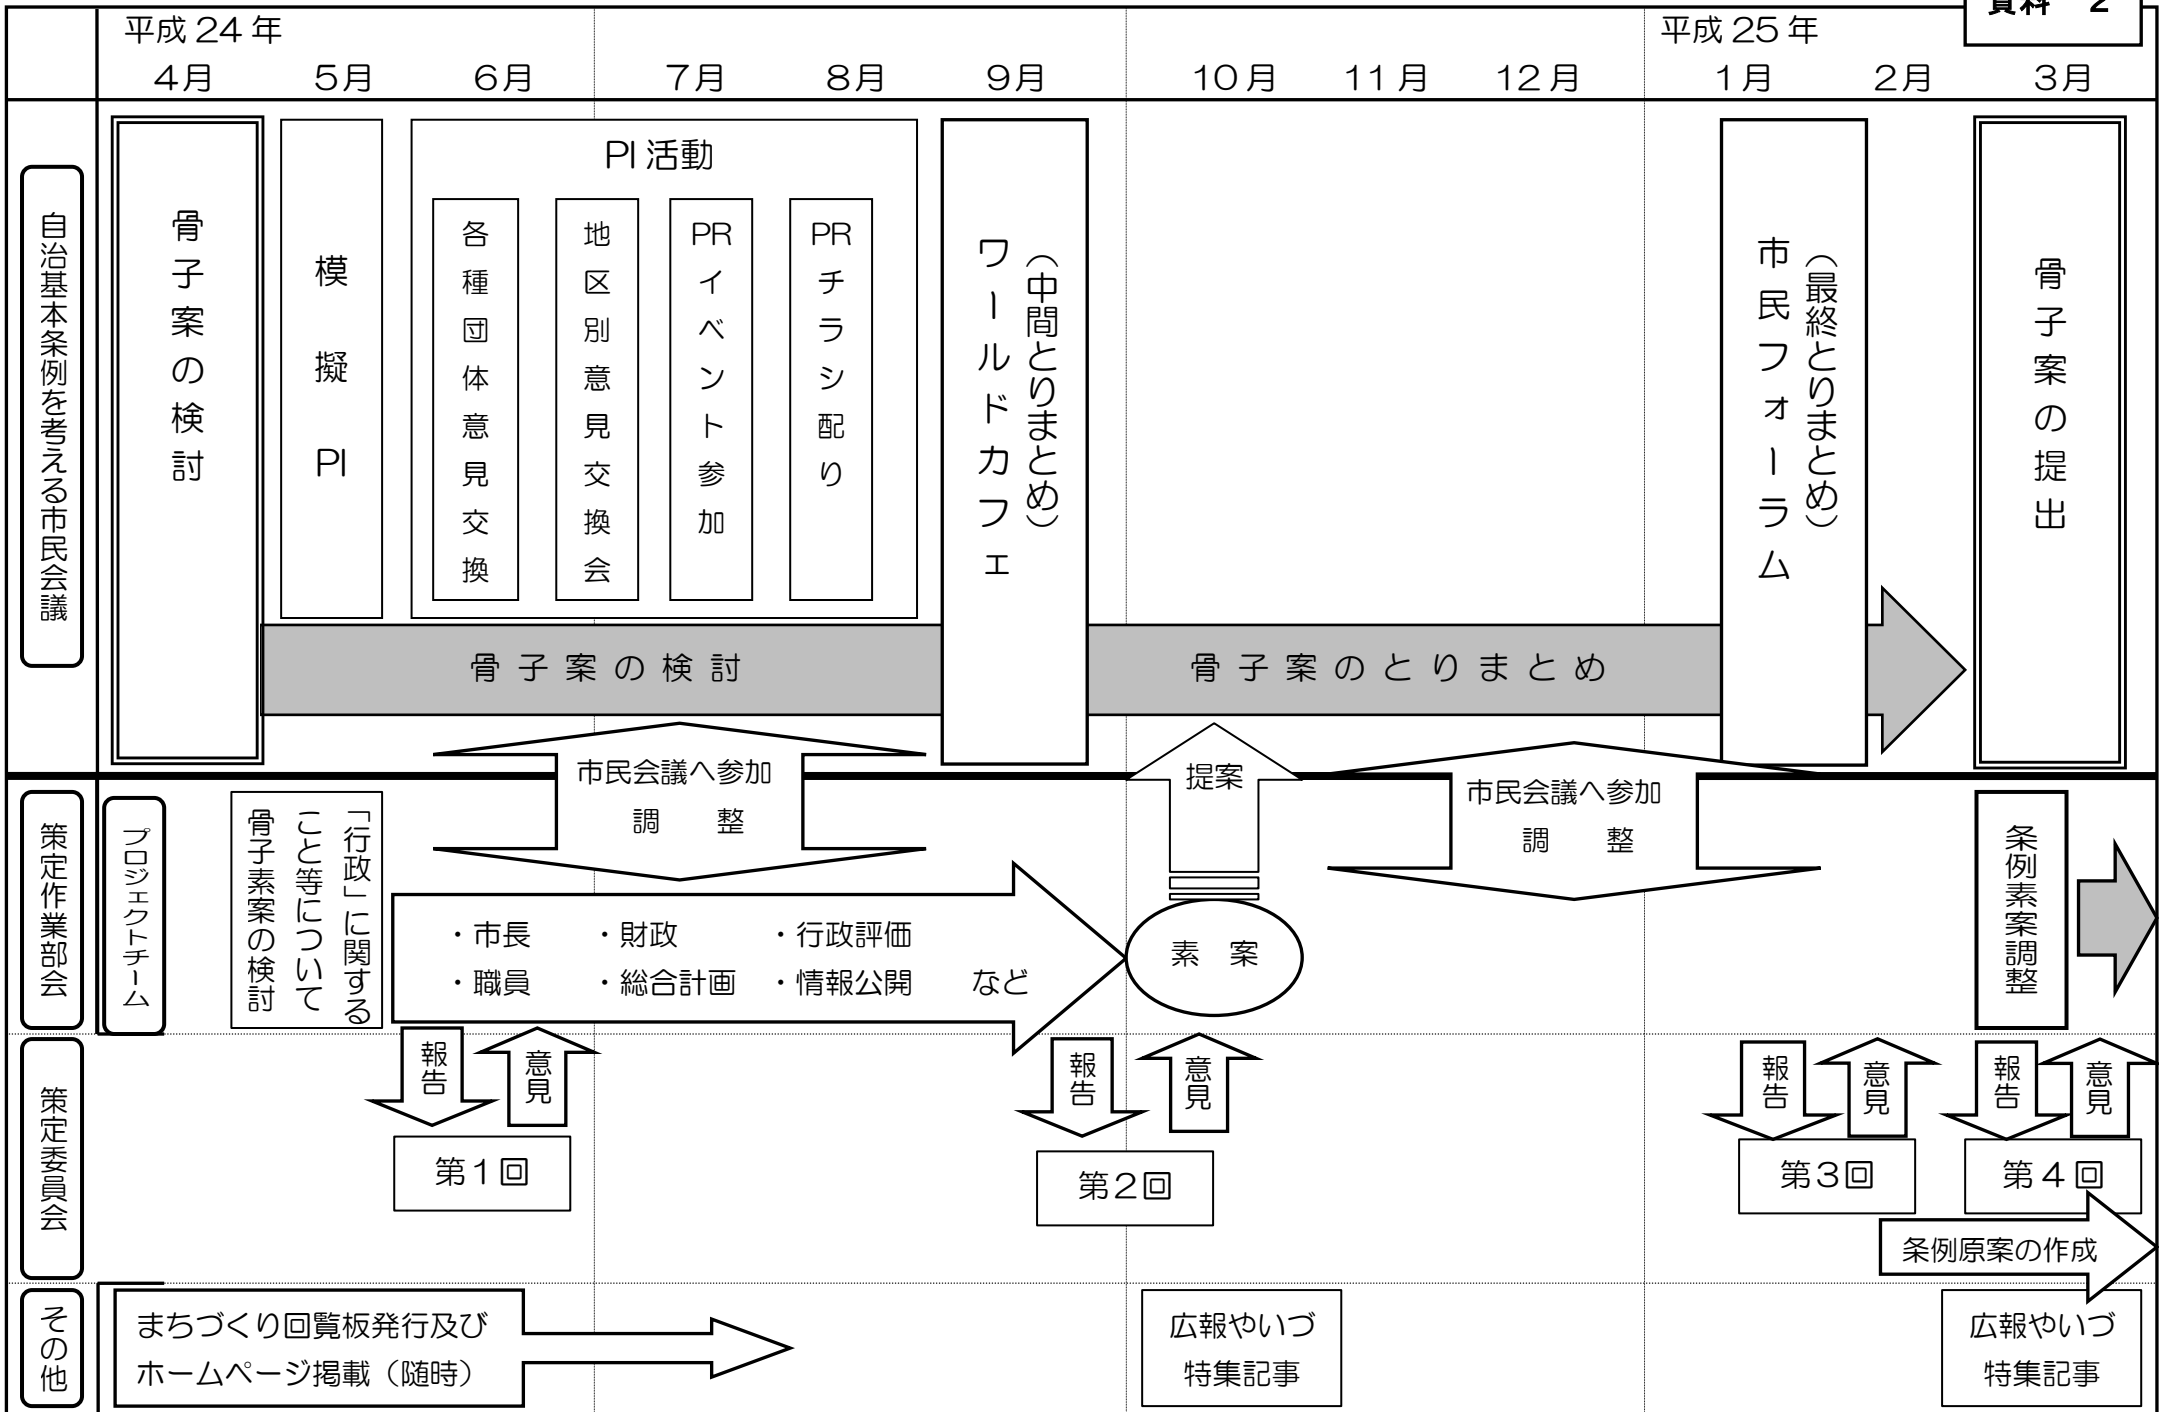 資料　2
平成 24 年
平成 25 年
4月
5月
6月
7月
8月
9月
10 月
11 月
12 月
1月
2月
3月
自治基本条例を考える市民会議
骨子案の検討
模擬 PI
PI 活動
各種団体意見交換
地区別意見交換会
PRイベント参加
PRチラシ配り
ワールドカフェ
（中間とりまとめ）
市民フォーラム
（最終とりまとめ）
骨子案の提出
骨子案の検討
骨子案のとりまとめ
市民会議へ参加
調　整
提案
市民会議へ参加
調　整
策定作業部会
プロジェクトチーム
「行政」に関する
こと等について
骨子素案の検討
・市長　・財政　・行政評価
・職員　・総合計画　・情報公開　など
素　案
条例素案調整
策定委員会
報告
意見
報告
意見
報告
意見
報告
意見
第1回
第2回
第3回
第4回
条例原案の作成
その他
まちづくり回覧板発行及び
ホームページ掲載（随時）
広報やいづ
特集記事
広報やいづ
特集記事